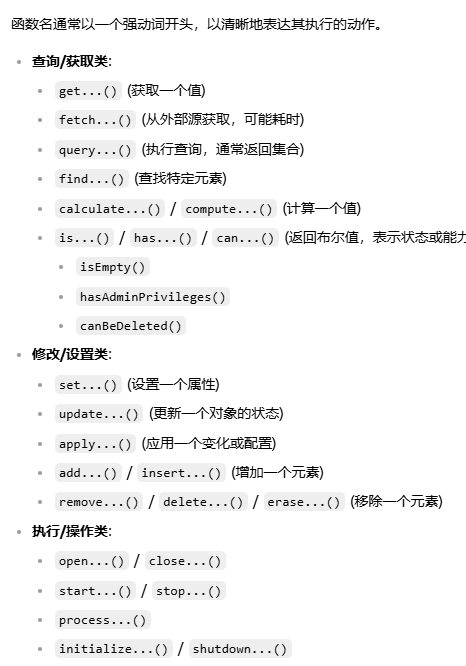 函数名通常以一个强动词开头，以清晰地表达其执行的动作。
查询/获取类:
get...() (获取一个值)
fetch...() (从外部源获取，可能耗时)
query...() (执行查询，通常返回集合)
find...() (查找特定元素)
calculate...() / compute...() (计算一个值)
is...() / has...() / can...() (返回布尔值，表示状态或能力
isEmpty()
hasAdminPrivileges()
canBeDeleted()
修改/设置类:
set...() (设置一个属性)
update...() (更新一个对象的状态)
apply...() (应用一个变化或配置)
add...() / insert...() (增加一个元素)
remove...() / delete...() / erase...() (移除一个元素)
执行/操作类:
open...() / close...()
start...() / stop...()
process...()
initialize...() / shutdown...()